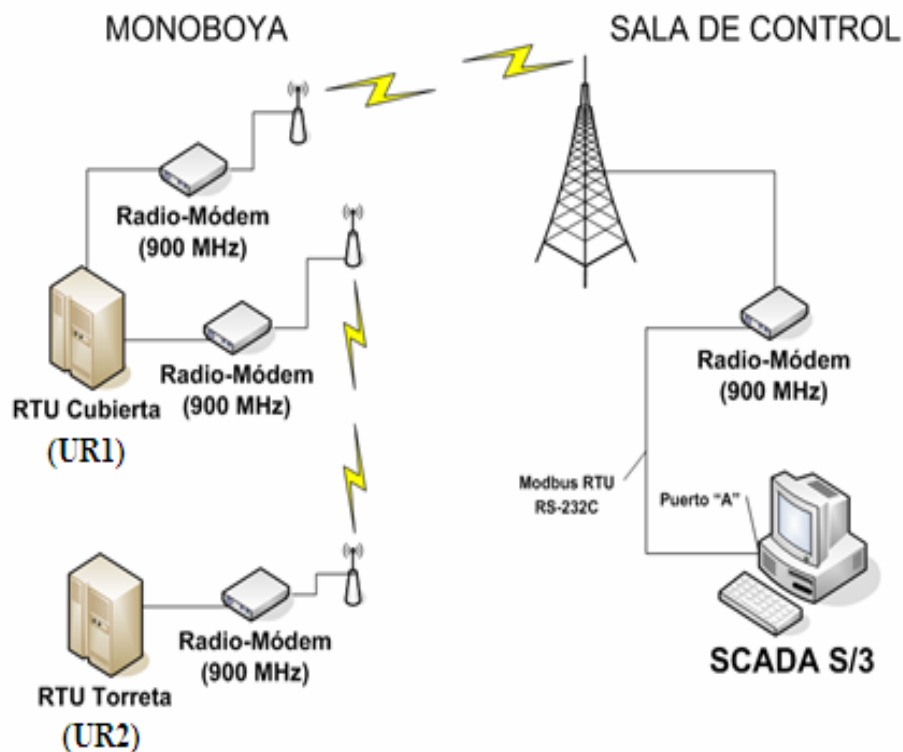 MONOBOYA
SALA DE CONTROL
Radio-Módem
(900 MHz)
Radio-Módem
(900 MHz)
RTU Cubierta
(UR1)
Radio-Módem
(900 MHz)
Modbus RTU
RS-232C
Puerto "A"
SCADA S/3
Radio-Módem
(900 MHz)
RTU Torreta
(UR2)